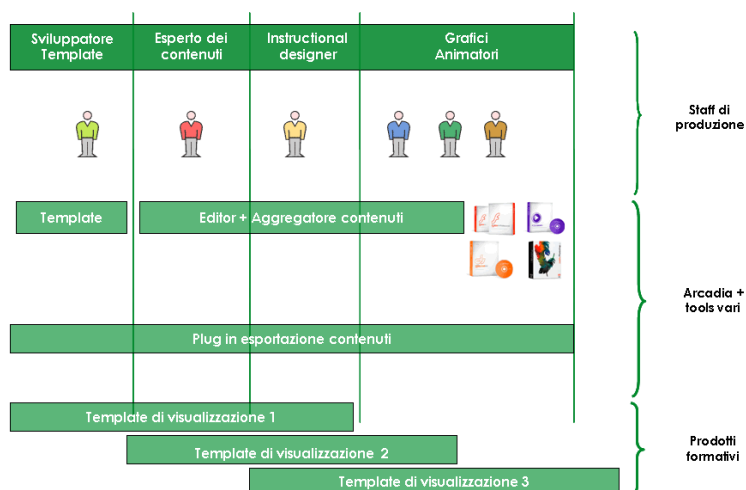 Sviluppatore
Template
Esperto dei
contenuti
Instructional
designer
Grafici
Animatori
Staff di
produzione
Template
Editor + Aggregatore contenuti
Arcadia +
tools vari
Plug in esportazione contenuti
Template di visualizzazione 1
Template di visualizzazione 2
Template di visualizzazione 3
Prodotti
formativi